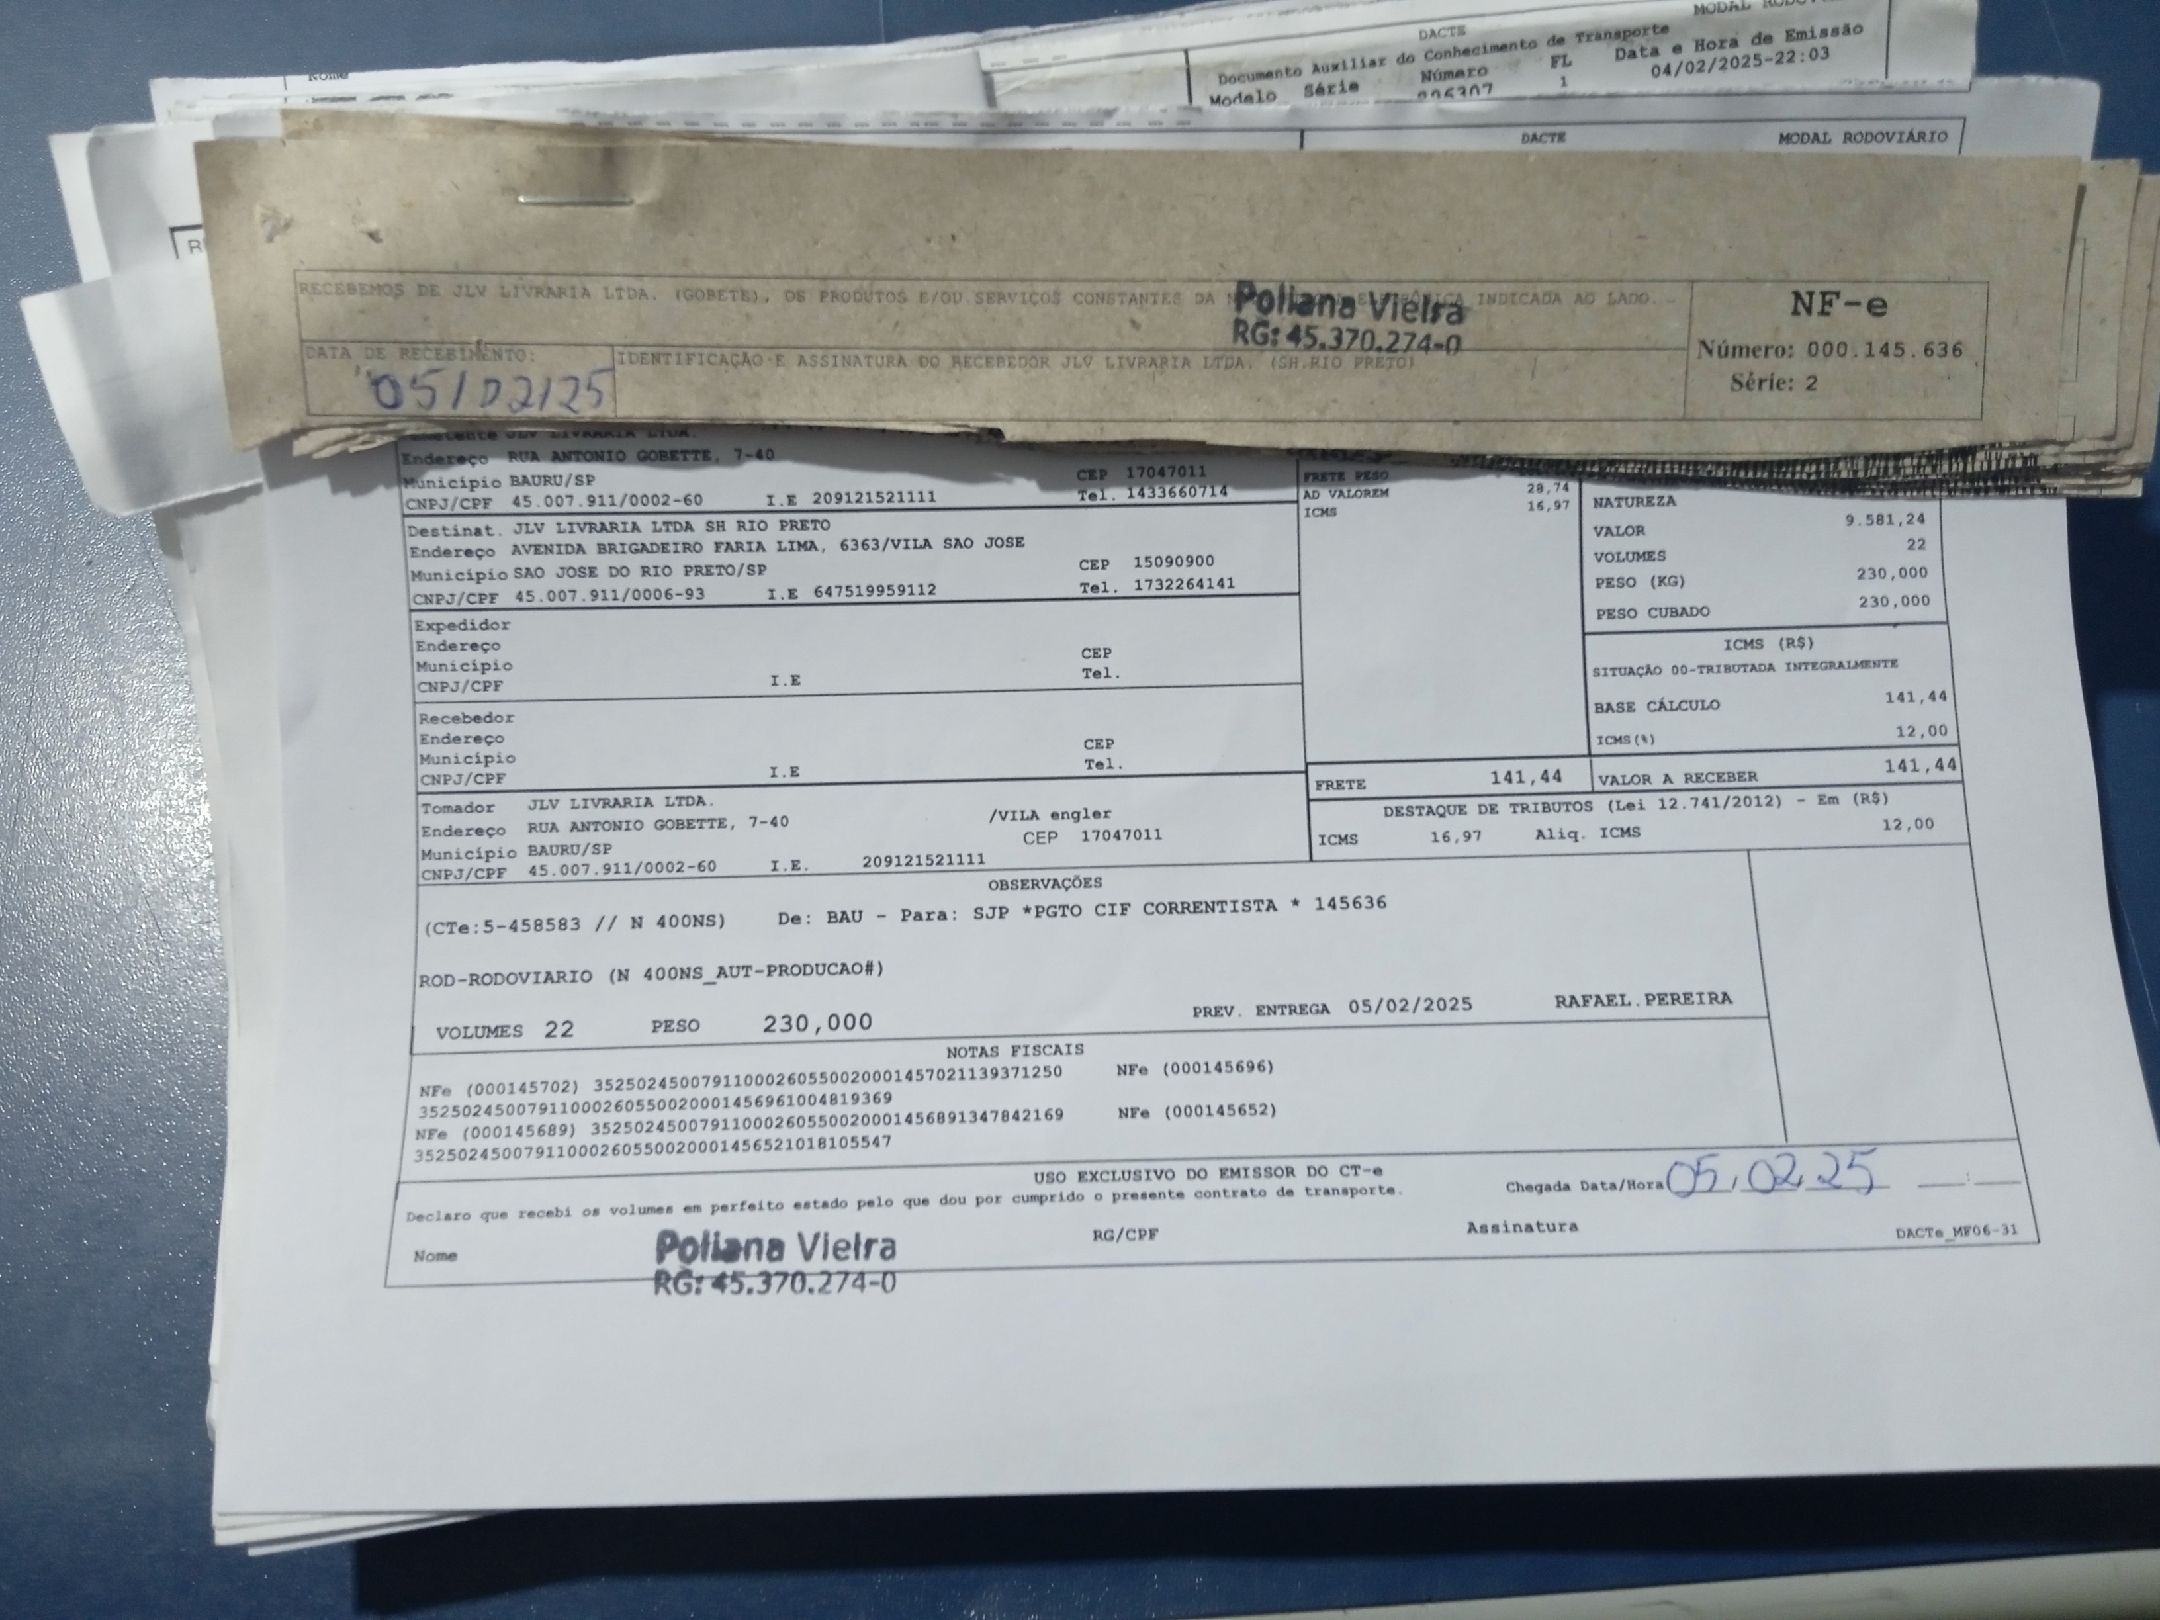 MODAL
DACTE
Documento Auxiliar do Conhecimento de Transporte
Modelo Série Número FL Data e Hora de Emissão
1 04/02/2025-22:03
Nome
DACTE MODAL RODOVIÁRIO
RECEBEMOS DE JLV LIVRARIA LTDA. (GOBETE), OS PRODUTOS E/OU SERVIÇOS CONSTANTES DA INDICADA AO LADO.
Poliana Vieira
RG: 45.370.274-0
NF-e
Número: 000.145.636
Série: 2
DATA DE RECEBIMENTO:
05/02/25
IDENTIFICAÇÃO E ASSINATURA DO RECEBEDOR JLV LIVRARIA LTDA. (SH.RIO PRETO)
Remetente JLV LIVRARIA LTDA.
Endereço RUA ANTONIO GOBETTE, 7-40
Município BAURU/SP CEP 17047011
CNPJ/CPF 45.007.911/0002-60 I.E 209121521111 Tel. 1433660714
Destinat. JLV LIVRARIA LTDA SH RIO PRETO
Endereço AVENIDA BRIGADEIRO FARIA LIMA, 6363/VILA SAO JOSE
Município SAO JOSE DO RIO PRETO/SP CEP 15090900
CNPJ/CPF 45.007.911/0006-93 I.E 647519959112 Tel. 1732264141
Expedidor
Endereço
Município CEP
CNPJ/CPF I.E Tel.
Recebedor
Endereço
Município CEP
CNPJ/CPF I.E Tel.
Tomador JLV LIVRARIA LTDA.
Endereço RUA ANTONIO GOBETTE, 7-40 /VILA engler
Município BAURU/SP CEP 17047011
CNPJ/CPF 45.007.911/0002-60 I.E. 209121521111
FRETE PESO
AD VALOREM 28,74
ICMS 16,97
NATUREZA
VALOR 9.581,24
VOLUMES 22
PESO (KG) 230,000
PESO CUBADO 230,000
ICMS (R$)
SITUAÇÃO 00-TRIBUTADA INTEGRALMENTE
BASE CÁLCULO 141,44
ICMS(%) 12,00
FRETE 141,44 VALOR A RECEBER 141,44
DESTAQUE DE TRIBUTOS (Lei 12.741/2012) - Em (R$)
ICMS 16,97 Aliq. ICMS 12,00
OBSERVAÇÕES
(CTe:5-458583 // N 400NS) De: BAU - Para: SJP *PGTO CIF CORRENTISTA * 145636
ROD-RODOVIARIO (N 400NS_AUT-PRODUCAO#)
VOLUMES 22 PESO 230,000 PREV. ENTREGA 05/02/2025 RAFAEL.PEREIRA
NOTAS FISCAIS
NFe (000145702) 35250245007911000260550020001457021139371250 NFe (000145696)
35250245007911000260550020001456961004819369
NFe (000145689) 35250245007911000260550020001456891347842169 NFe (000145652)
35250245007911000260550020001456521018105547
USO EXCLUSIVO DO EMISSOR DO CT-e
Declaro que recebi os volumes em perfeito estado pelo que dou por cumprido o presente contrato de transporte.
Chegada Data/Hora 05,02,25 :
Nome Poliana Vieira RG/CPF Assinatura DACTe_MF06-31
RG: 45.370.274-0